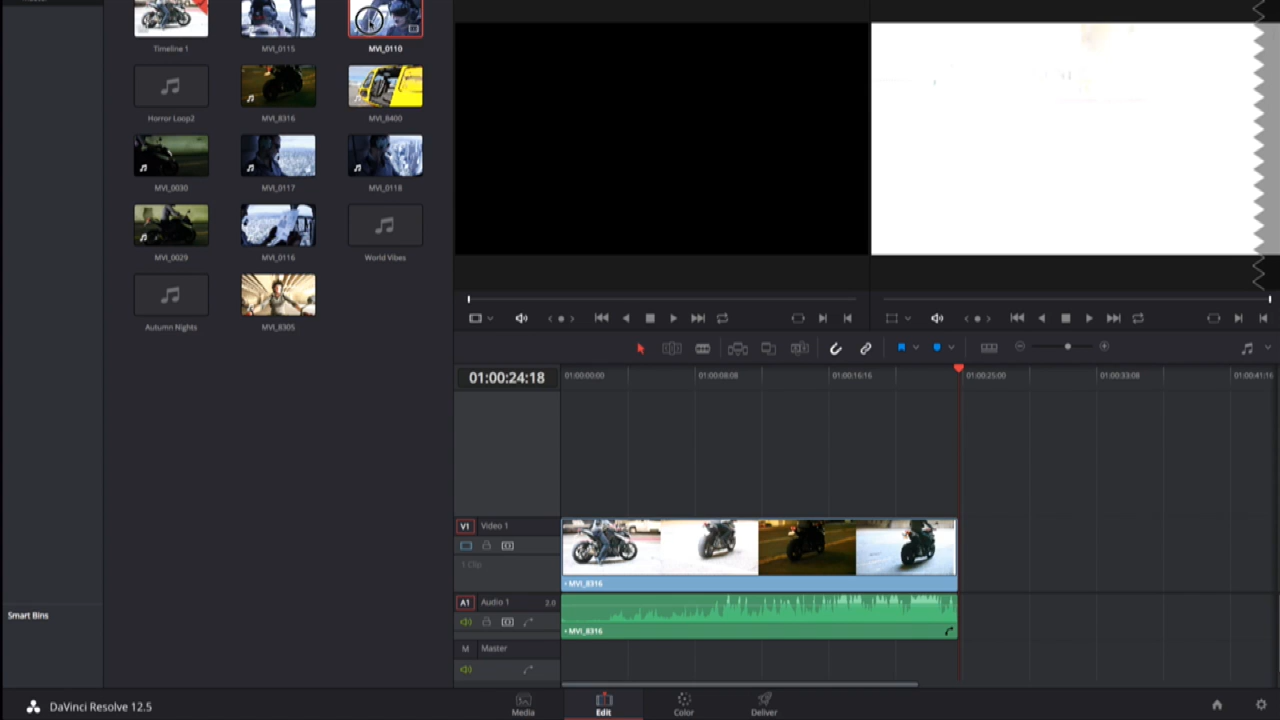 Timeline 1
MVI_0115
MVI_0110
Horror Loop2
MVI_8316
MVI_8400
MVI_0030
MVI_0117
MVI_0118
MVI_0029
MVI_0116
World Vibes
Autumn Nights
MVI_8305
01:00:24:18
01:00:00:00
01:00:08:08
01:00:16:16
01:00:25:00
01:00:33:08
01:00:41:16
V1 Video 1
1 Clip
• MVI_8316
A1 Audio 1 2.0
• MVI_8316
M Master
Smart Bins
DaVinci Resolve 12.5
Media
Edit
Color
Deliver